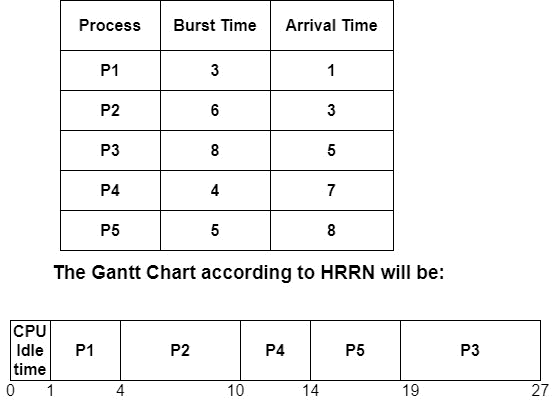 Process Burst Time Arrival Time
P1 3 1
P2 6 3
P3 8 5
P4 4 7
P5 5 8
The Gantt Chart according to HRRN will be:
CPU
Idle
time
P1 P2 P4 P5 P3
0 1 4 10 14 19 27